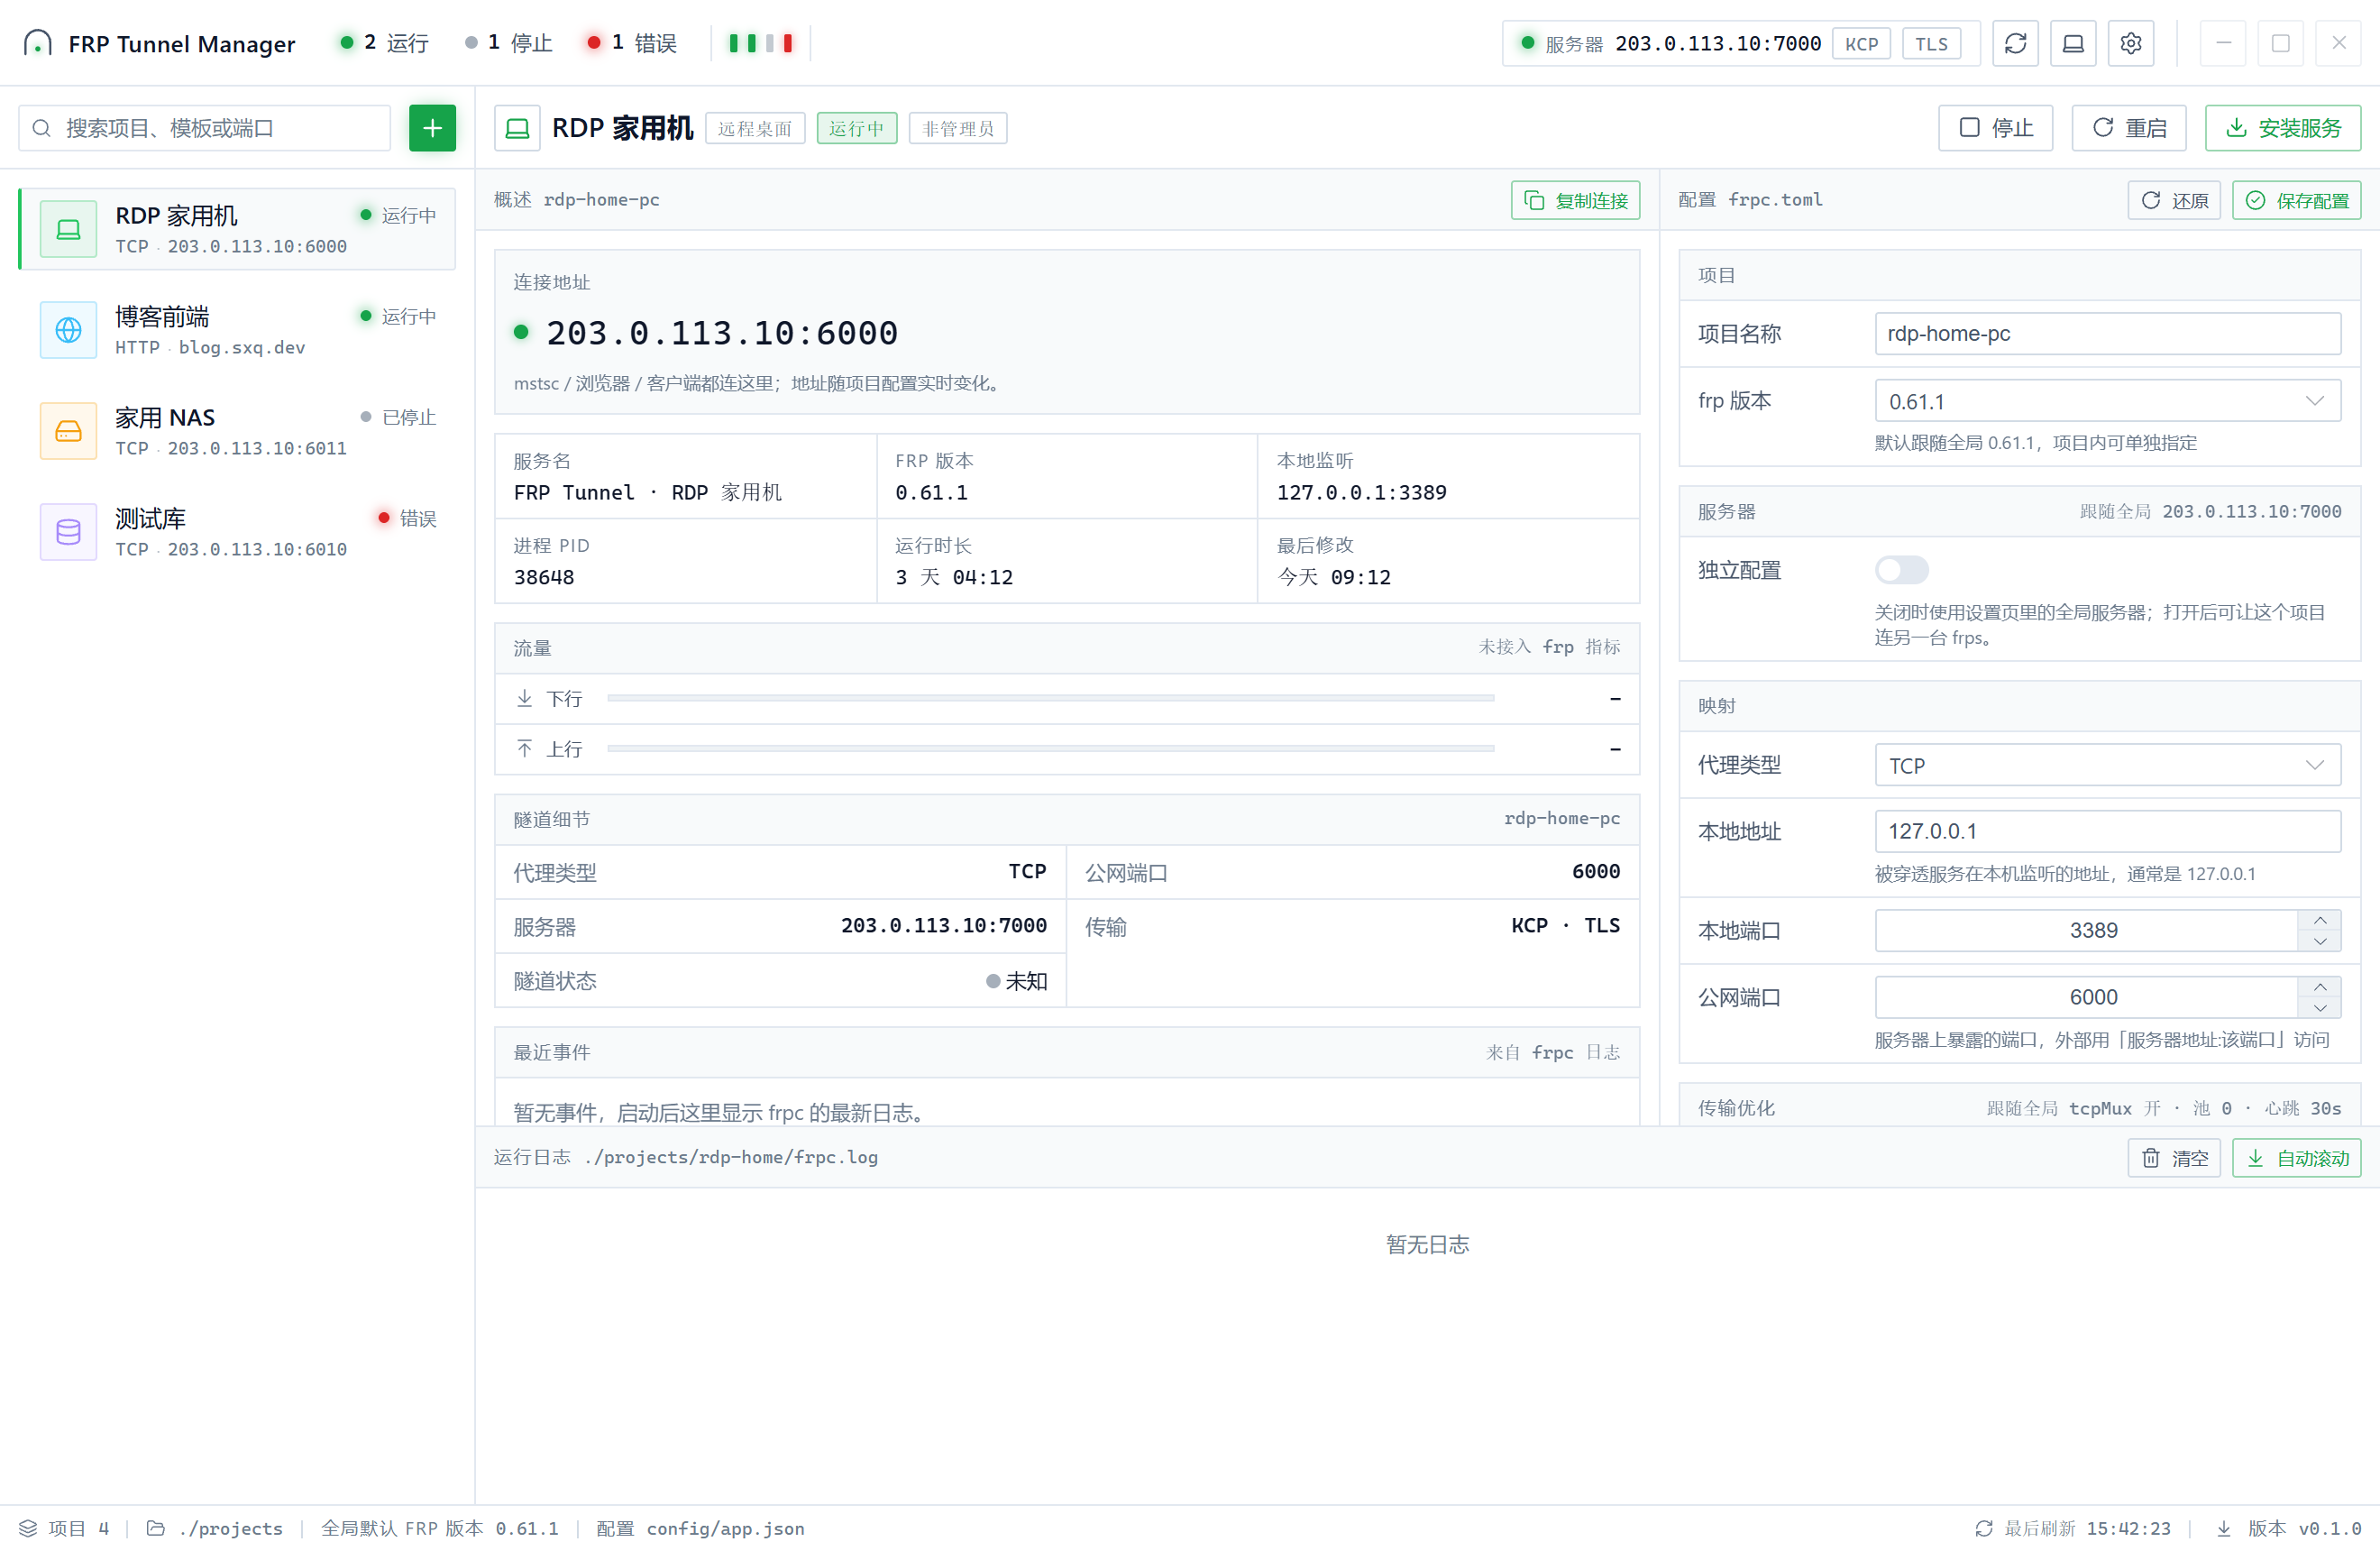 FRP Tunnel Manager
2 运行
1 停止
1 错误
服务器 203.0.113.10:7000 KCP TLS
搜索项目、模板或端口
RDP 家用机 运行中
TCP · 203.0.113.10:6000
博客前端 运行中
HTTP · blog.sxq.dev
家用 NAS 已停止
TCP · 203.0.113.10:6011
测试库 错误
TCP · 203.0.113.10:6010
RDP 家用机 远程桌面 运行中 非管理员
停止 重启 安装服务
概述 rdp-home-pc 复制连接
连接地址
203.0.113.10:6000
mstsc / 浏览器 / 客户端都连这里；地址随项目配置实时变化。
服务名 FRP 版本 本地监听
FRP Tunnel · RDP 家用机 0.61.1 127.0.0.1:3389
进程 PID 运行时长 最后修改
38648 3 天 04:12 今天 09:12
流量 未接入 frp 指标
下行 –
上行 –
隧道细节 rdp-home-pc
代理类型 TCP 公网端口 6000
服务器 203.0.113.10:7000 传输 KCP · TLS
隧道状态 未知
最近事件 来自 frpc 日志
暂无事件，启动后这里显示 frpc 的最新日志。
配置 frpc.toml 还原 保存配置
项目
项目名称 rdp-home-pc
frp 版本 0.61.1
默认跟随全局 0.61.1，项目内可单独指定
服务器 跟随全局 203.0.113.10:7000
独立配置
关闭时使用设置页里的全局服务器；打开后可让这个项目
连另一台 frps。
映射
代理类型 TCP
本地地址 127.0.0.1
被穿透服务在本机监听的地址，通常是 127.0.0.1
本地端口 3389
公网端口 6000
服务器上暴露的端口，外部用「服务器地址:该端口」访问
传输优化 跟随全局 tcpMux 开 · 池 0 · 心跳 30s
运行日志 ./projects/rdp-home/frpc.log 清空 自动滚动
暂无日志
项目 4 ./projects 全局默认 FRP 版本 0.61.1 配置 config/app.json
最后刷新 15:42:23 版本 v0.1.0